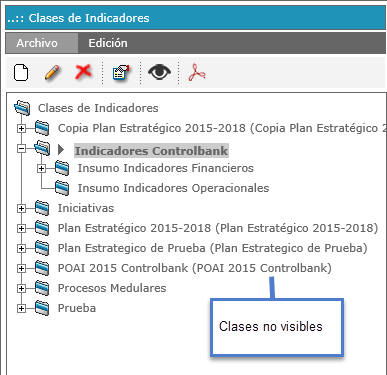 ..:: Clases de Indicadores
Archivo Edición
Clases de Indicadores
Copia Plan Estratégico 2015-2018 (Copia Plan Estratégico 2
Indicadores Controlbank
Insumo Indicadores Financieros
Insumo Indicadores Operacionales
Iniciativas
Plan Estratégico 2015-2018 (Plan Estratégico 2015-2018)
Plan Estrategico de Prueba (Plan Estrategico de Prueba)
POAI 2015 Controlbank (POAI 2015 Controlbank)
Procesos Medulares
Prueba
Clases no visibles